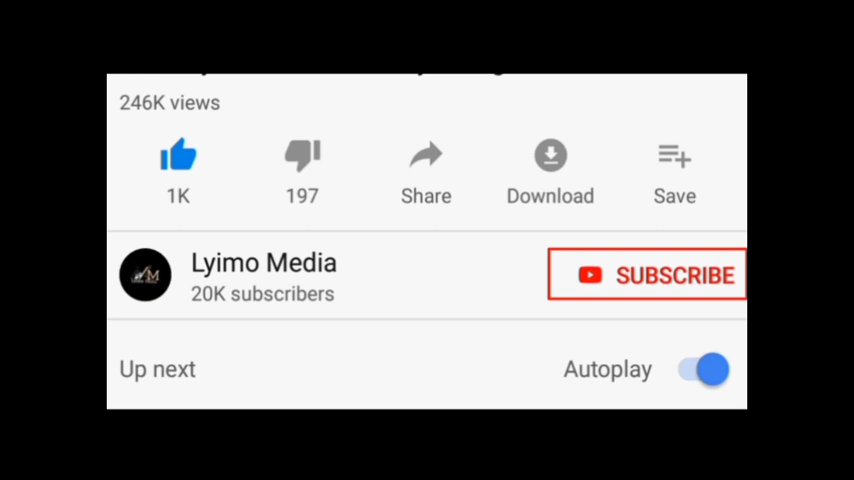 246K views
1K 197 Share Download Save
Lyimo Media
20K subscribers
SUBSCRIBE
Up next Autoplay